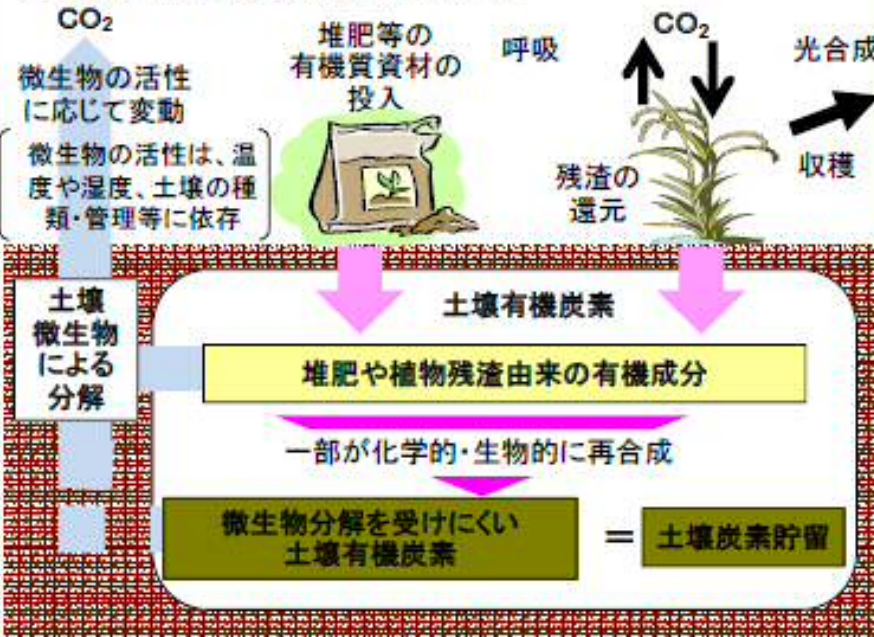 CO₂
微生物の活性
に応じて変動
微生物の活性は、温
度や湿度、土壌の種
類・管理等に依存
堆肥等の
有機質資材の
投入
呼吸
CO₂
光合成
残渣の
還元
収穫
土壌
微生物
による
分解
土壌有機炭素
堆肥や植物残渣由来の有機成分
一部が化学的・生物的に再合成
微生物分解を受けにくい
土壌有機炭素
=
土壌炭素貯留